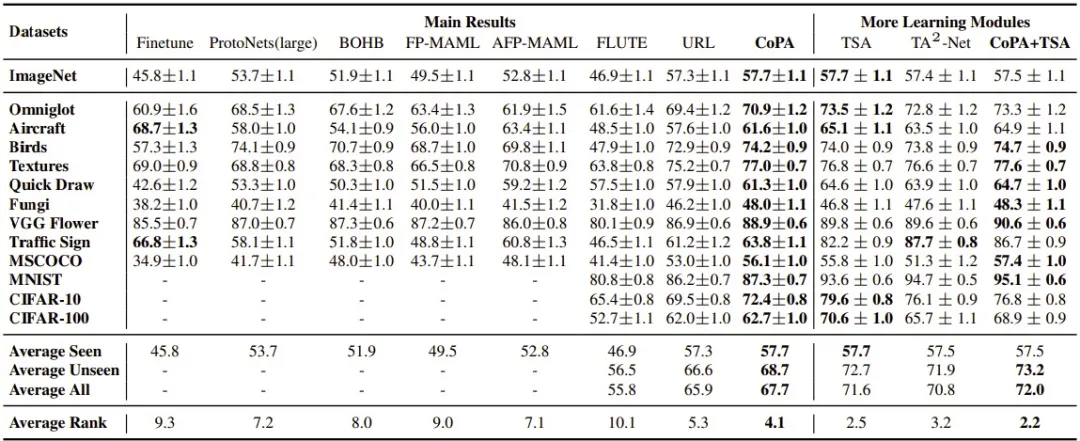 Datasets Main Results More Learning Modules
Finetune ProtoNets(large) BOHB FP-MAML AFP-MAML FLUTE URL CoPA TSA TA²-Net CoPA+TSA
ImageNet 45.8±1.1 53.7±1.1 51.9±1.1 49.5±1.1 52.8±1.1 46.9±1.1 57.3±1.1 57.7±1.1 57.7 ± 1.1 57.4 ± 1.1 57.5 ± 1.1
Omniglot 60.9±1.6 68.5±1.3 67.6±1.2 63.4±1.3 61.9±1.5 61.6±1.4 69.4±1.2 70.9±1.2 73.5 ± 1.2 72.8 ± 1.2 73.3 ± 1.2
Aircraft 68.7±1.3 58.0±1.0 54.1±0.9 56.0±1.0 63.4±1.1 48.5±1.0 57.6±1.0 61.6±1.0 65.1 ± 1.1 63.5 ± 1.0 64.9 ± 1.1
Birds 57.3±1.3 74.1±0.9 70.7±0.9 68.7±1.0 69.8±1.1 47.9±1.0 72.9±0.9 74.2±0.9 74.0 ± 0.9 73.8 ± 0.9 74.7 ± 0.9
Textures 69.0±0.9 68.8±0.8 68.3±0.8 66.5±0.8 70.8±0.9 63.8±0.8 75.2±0.7 77.0±0.7 76.8 ± 0.7 76.6 ± 0.7 77.6 ± 0.7
Quick Draw 42.6±1.2 53.3±1.0 50.3±1.0 51.5±1.0 59.2±1.2 57.5±1.0 57.9±1.0 61.3±1.0 64.6 ± 1.0 63.9 ± 1.0 64.7 ± 1.0
Fungi 38.2±1.0 40.7±1.2 41.4±1.1 40.0±1.1 41.5±1.2 31.8±1.0 46.2±1.0 48.0±1.1 46.8 ± 1.1 47.6 ± 1.1 48.3 ± 1.1
VGG Flower 85.5±0.7 87.0±0.7 87.3±0.6 87.2±0.7 86.0±0.8 80.1±0.9 86.9±0.6 88.9±0.6 89.8 ± 0.6 89.6 ± 0.6 90.6 ± 0.6
Traffic Sign 66.8±1.3 58.1±1.1 51.8±1.0 48.8±1.1 60.8±1.3 46.5±1.1 61.2±1.2 63.8±1.1 82.2 ± 0.9 87.7 ± 0.8 86.7 ± 0.9
MSCOCO 34.9±1.0 41.7±1.1 48.0±1.0 43.7±1.1 48.1±1.1 41.4±1.0 53.0±1.0 56.1±1.0 55.8 ± 1.0 51.3 ± 1.2 57.4 ± 1.0
MNIST - - - - - 80.8±0.8 86.2±0.7 87.3±0.7 93.6 ± 0.6 94.7 ± 0.5 95.1 ± 0.6
CIFAR-10 - - - - - 65.4±0.8 69.5±0.8 72.4±0.8 79.6 ± 0.8 76.1 ± 0.9 76.8 ± 0.8
CIFAR-100 - - - - - 52.7±1.1 62.0±1.0 62.7±1.0 70.6 ± 1.0 65.7 ± 1.1 68.9 ± 0.9
Average Seen 45.8 53.7 51.9 49.5 52.8 46.9 57.3 57.7 57.7 57.5 57.5
Average Unseen - - - - - 56.5 66.6 68.7 72.7 71.9 73.2
Average All - - - - - 55.8 65.9 67.7 71.6 70.8 72.0
Average Rank 9.3 7.2 8.0 9.0 7.1 10.1 5.3 4.1 2.5 3.2 2.2